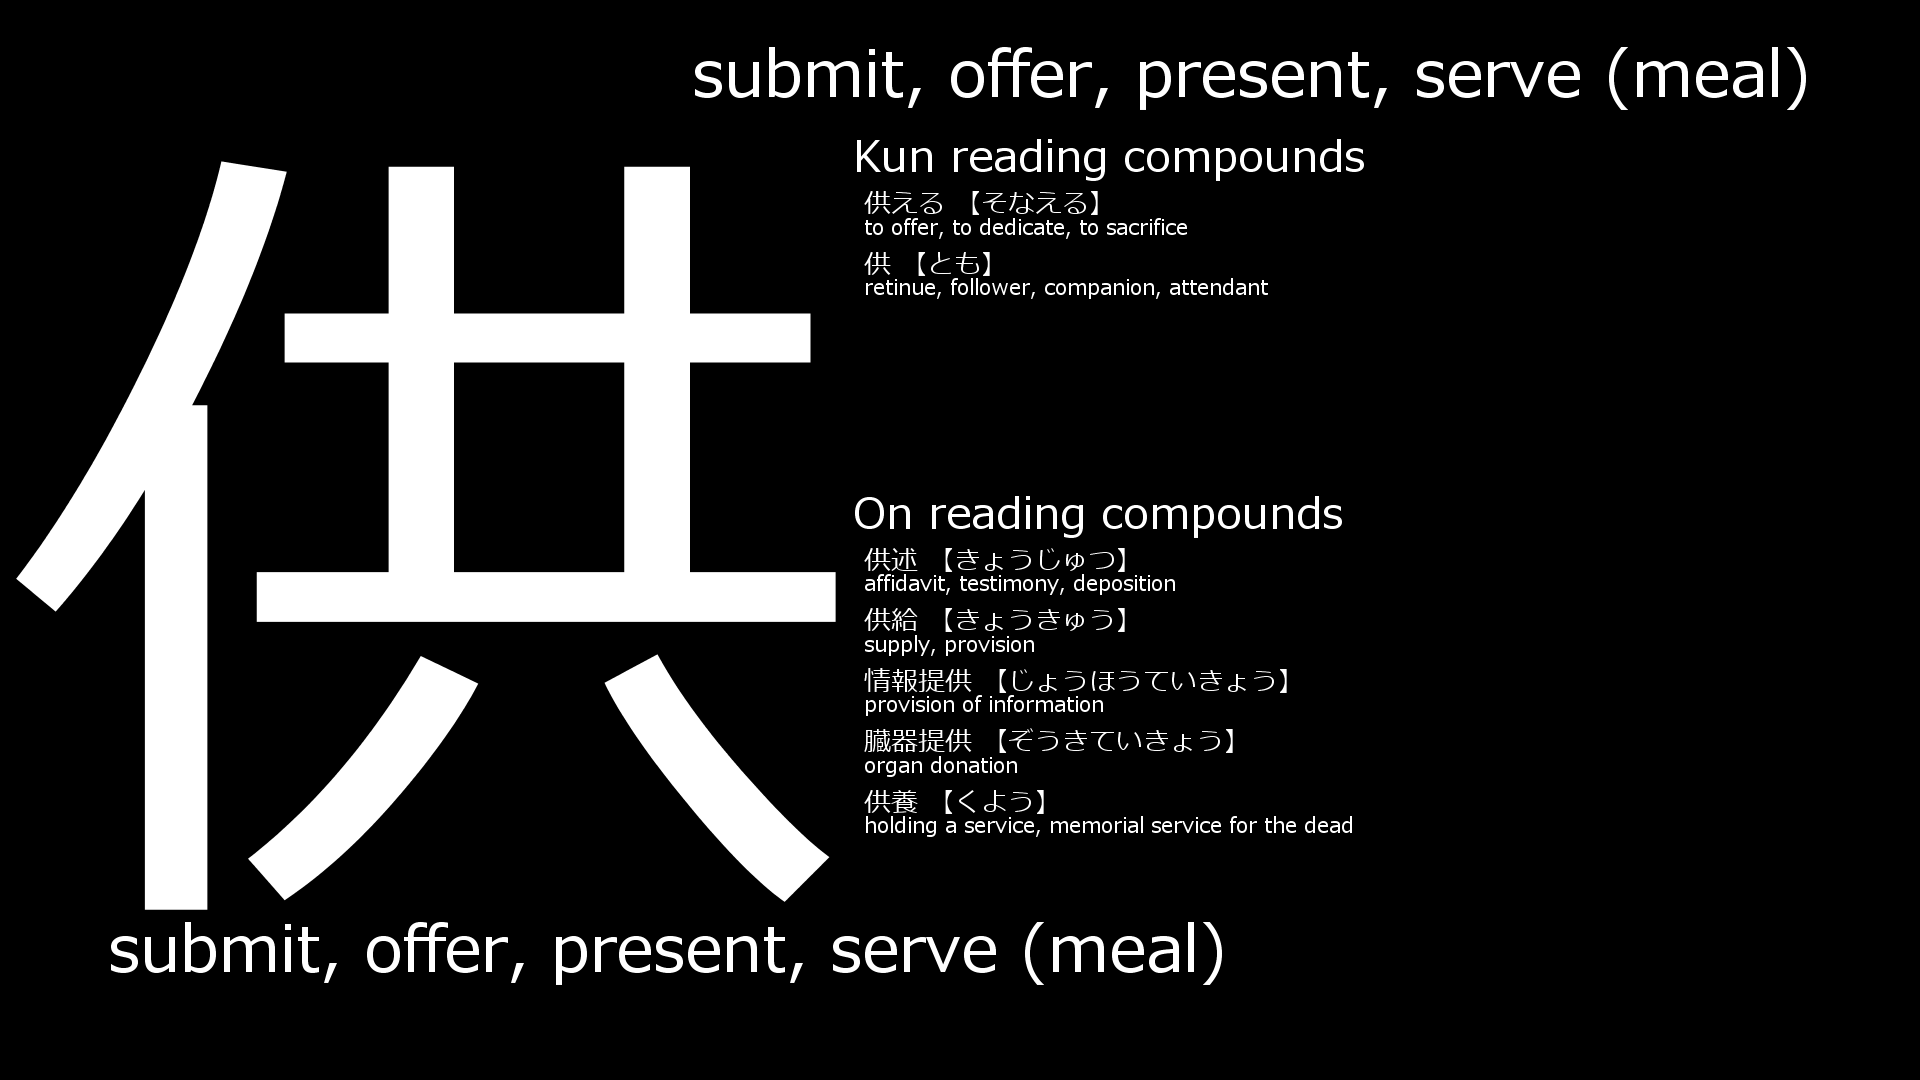 submit, offer, present, serve (meal)
供
Kun reading compounds
供える 【そなえる】
to offer, to dedicate, to sacrifice
供 【とも】
retinue, follower, companion, attendant
On reading compounds
供述 【きょうじゅつ】
affidavit, testimony, deposition
供給 【きょうきゅう】
supply, provision
情報提供 【じょうほうていきょう】
provision of information
臓器提供 【ぞうきていきょう】
organ donation
供養 【くよう】
holding a service, memorial service for the dead
submit, offer, present, serve (meal)